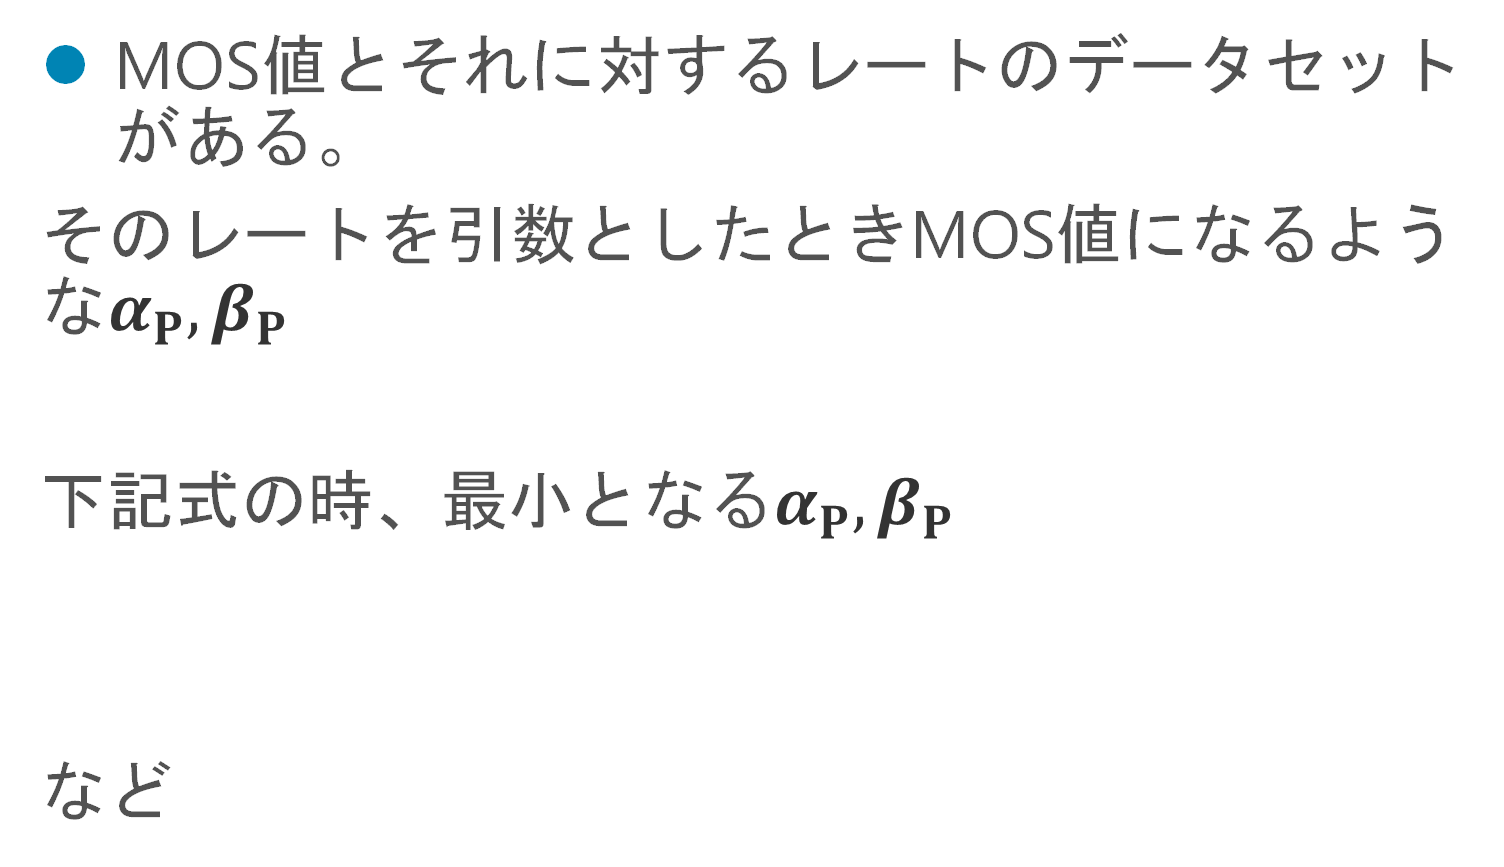 ● MOS値とそれに対するレートのデータセット
がある。
そのレートを引数としたときMOS値になるよう
な𝜶P, 𝜷P
下記式の時、最小となる𝜶P, 𝜷P
など